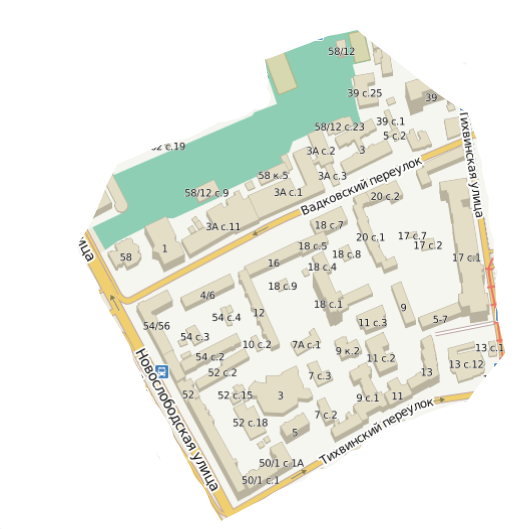 58/12
39 с.25
39
52 с.19
58/12 с.23
39 с.1
5 с.2
3А с.2
3
58 к.5
3А с.3
58/12 с.9
3А с.1
Вадковский переулок
Тихвинская улица
20 с.2
3А с.11
18 с.7
20 с.1
17 с.7
17 с.2
58
1
18 с.5
18 с.8
17 с.1
ица
16
18 с.4
18 с.9
4/6
18 с.1
9
12
54 с.4
11 с.3
5-7
54/56
54 с.3
10 с.2
7А с.1
9 к.2
13 с.1
54 с.2
11 с.2
13 с.12
52 с.2
7 с.3
13
Новослободская улица
52
52 с.15
3
9 с.1
11
52 с.18
7 с.2
5
Тихвинский переулок
50/1 с 1А
50/1 с.1